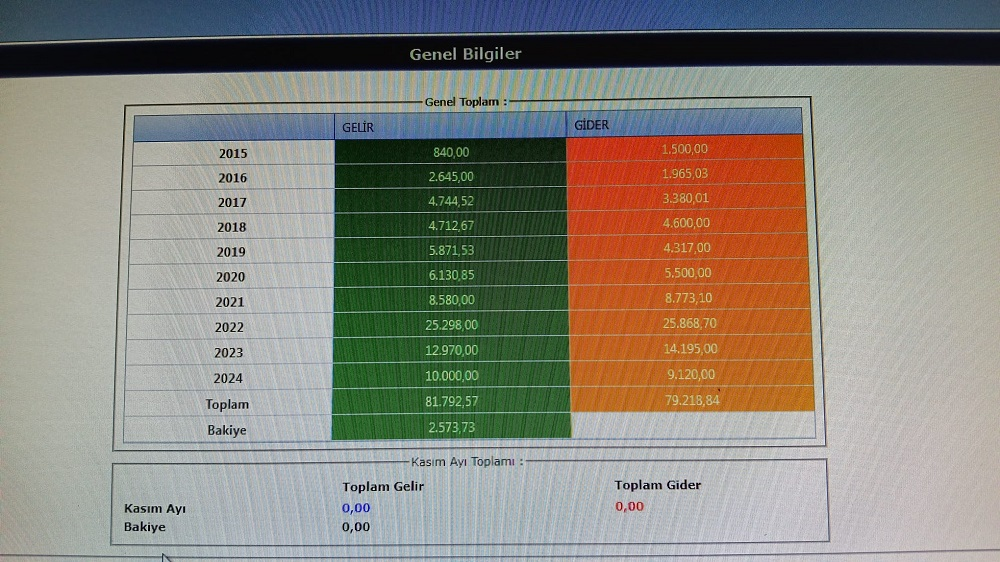 Genel Bilgiler
Genel Toplam :
GELİR GİDER
2015 840,00 1.500,00
2016 2.645,00 1.965,03
2017 4.744,52 3.380,01
2018 4.712,67 4.600,00
2019 5.871,53 4.317,00
2020 6.130,85 5.500,00
2021 8.580,00 8.773,10
2022 25.298,00 25.868,70
2023 12.970,00 14.195,00
2024 10.000,00 9.120,00
Toplam 81.792,57 79.218,84
Bakiye 2.573,73
Kasım Ayı Toplamı :
Toplam Gelir Toplam Gider
Kasım Ayı 0,00 0,00
Bakiye 0,00